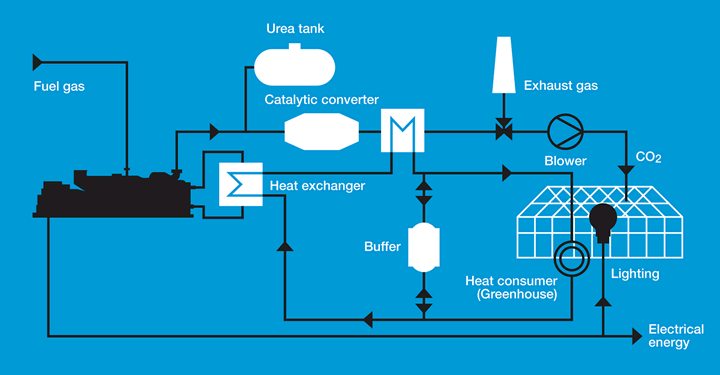 Urea tank
Fuel gas
Catalytic converter
Exhaust gas
Blower
CO₂
Heat exchanger
Buffer
Heat consumer
(Greenhouse)
Lighting
Electrical
energy